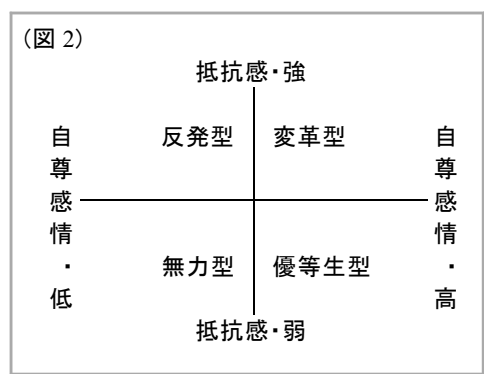 (図 2)
抵抗感・強
反発型
変革型
自尊感情・低
自尊感情・高
無力型
優等生型
抵抗感・弱